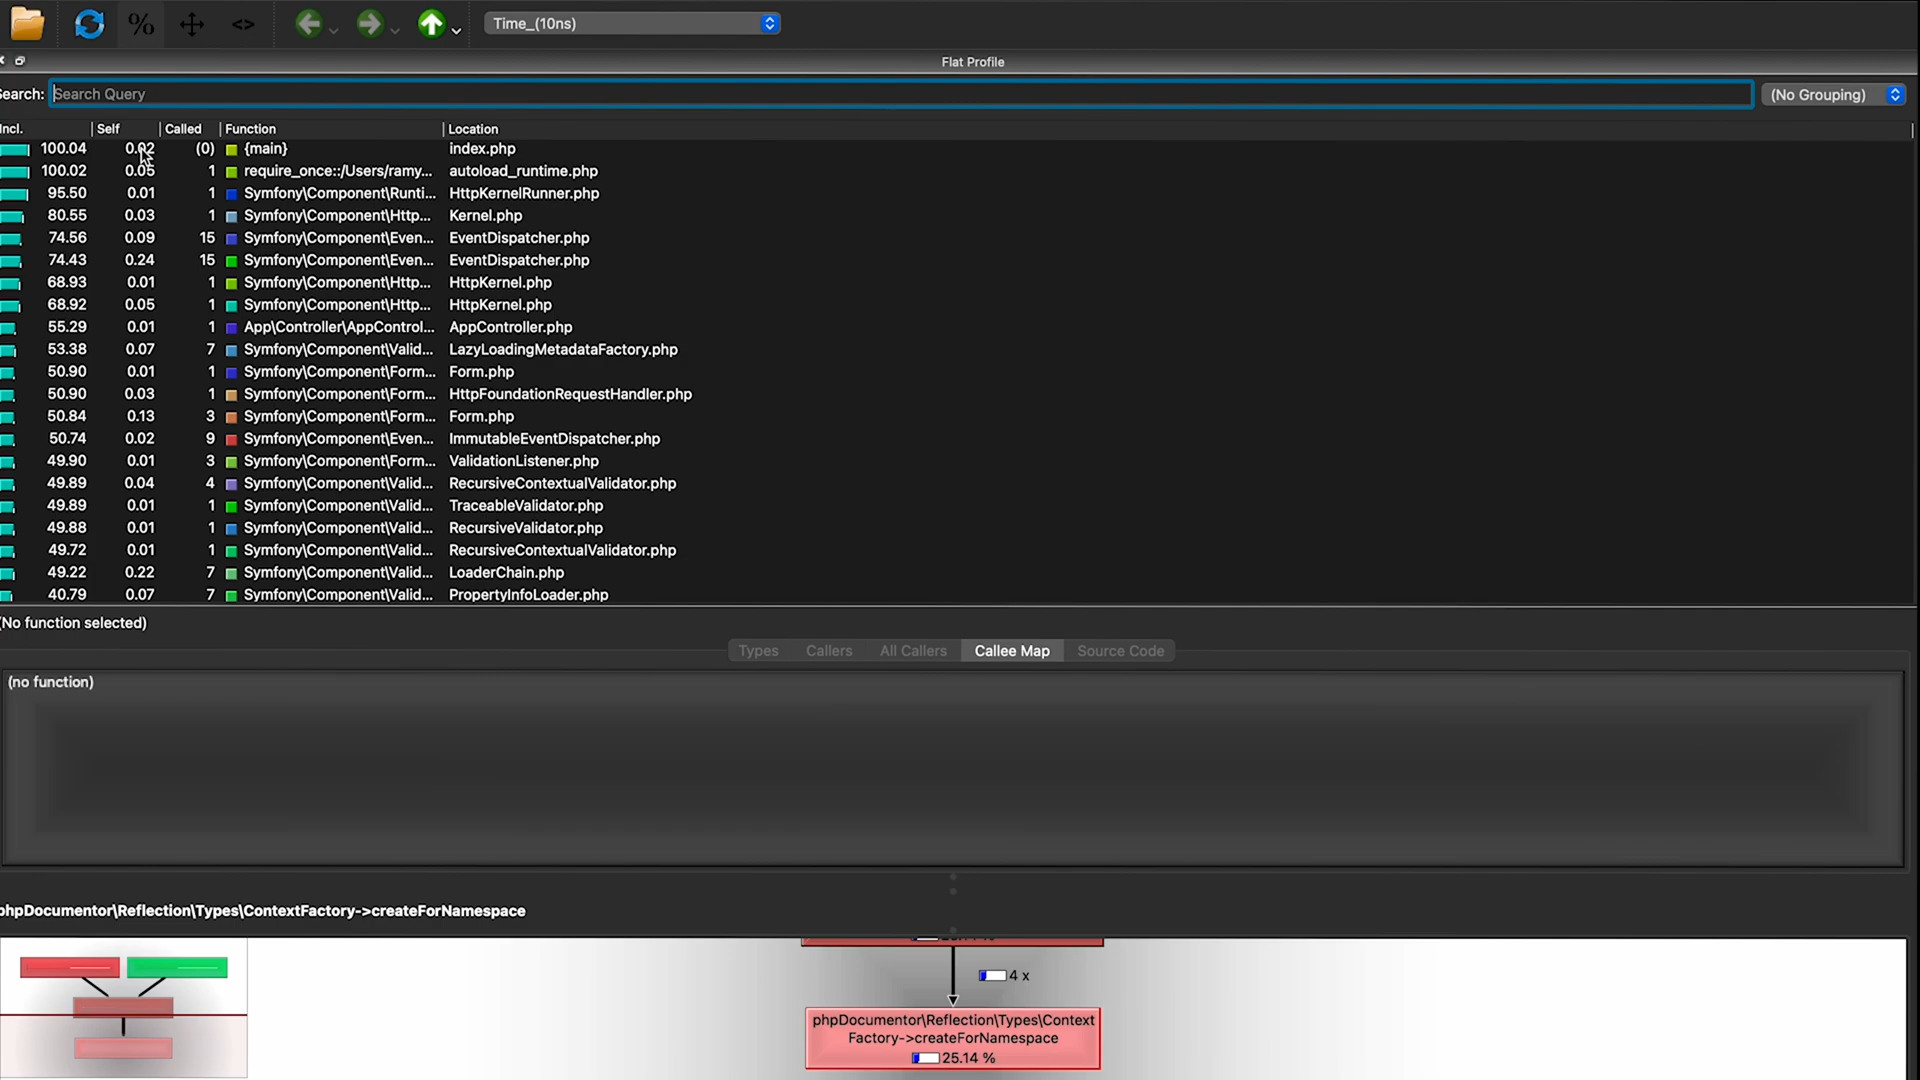 % <> Time_(10ns)
Flat Profile
Search: Search Query (No Grouping)
Incl. Self Called Function Location
100.04 0.02 (0) {main} index.php
100.02 0.05 1 require_once::/Users/ramy... autoload_runtime.php
95.50 0.01 1 Symfony\Component\Runti... HttpKernelRunner.php
80.55 0.03 1 Symfony\Component\Http... Kernel.php
74.56 0.09 15 Symfony\Component\Even... EventDispatcher.php
74.43 0.24 15 Symfony\Component\Even... EventDispatcher.php
68.93 0.01 1 Symfony\Component\Http... HttpKernel.php
68.92 0.05 1 Symfony\Component\Http... HttpKernel.php
55.29 0.01 1 App\Controller\AppControl... AppController.php
53.38 0.07 7 Symfony\Component\Valid... LazyLoadingMetadataFactory.php
50.90 0.01 1 Symfony\Component\Form... Form.php
50.90 0.03 1 Symfony\Component\Form... HttpFoundationRequestHandler.php
50.84 0.13 3 Symfony\Component\Form... Form.php
50.74 0.02 9 Symfony\Component\Even... ImmutableEventDispatcher.php
49.90 0.01 3 Symfony\Component\Form... ValidationListener.php
49.89 0.04 4 Symfony\Component\Valid... RecursiveContextualValidator.php
49.89 0.01 1 Symfony\Component\Valid... TraceableValidator.php
49.88 0.01 1 Symfony\Component\Valid... RecursiveValidator.php
49.72 0.01 1 Symfony\Component\Valid... RecursiveContextualValidator.php
49.22 0.22 7 Symfony\Component\Valid... LoaderChain.php
40.79 0.07 7 Symfony\Component\Valid... PropertyInfoLoader.php
(No function selected)
Types Callers All Callers Callee Map Source Code
(no function)
phpDocumentor\Reflection\Types\ContextFactory->createForNamespace
4 x
phpDocumentor\Reflection\Types\Context
Factory->createForNamespace
25.14 %